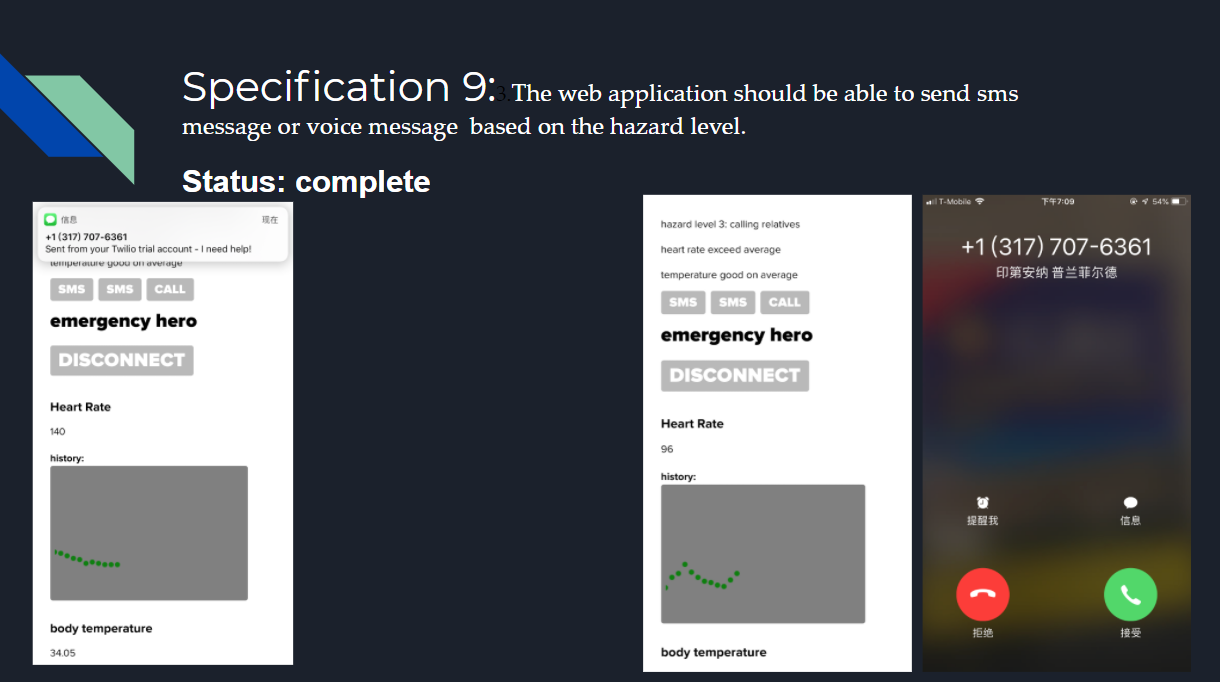 Specification 9:3.The web application should be able to send sms
message or voice message based on the hazard level.
Status: complete
信息 现在
+1 (317) 707-6361
Sent from your Twilio trial account - I need help!
temperature good on average
SMS SMS CALL
emergency hero
DISCONNECT
Heart Rate
140
history:
body temperature
34.05
hazard level 3: calling relatives
heart rate exceed average
temperature good on average
SMS SMS CALL
emergency hero
DISCONNECT
Heart Rate
96
history:
body temperature
T-Mobile 下午7:09 54%
+1 (317) 707-6361
印第安纳 普兰菲尔德
提醒我 信息
拒绝 接受